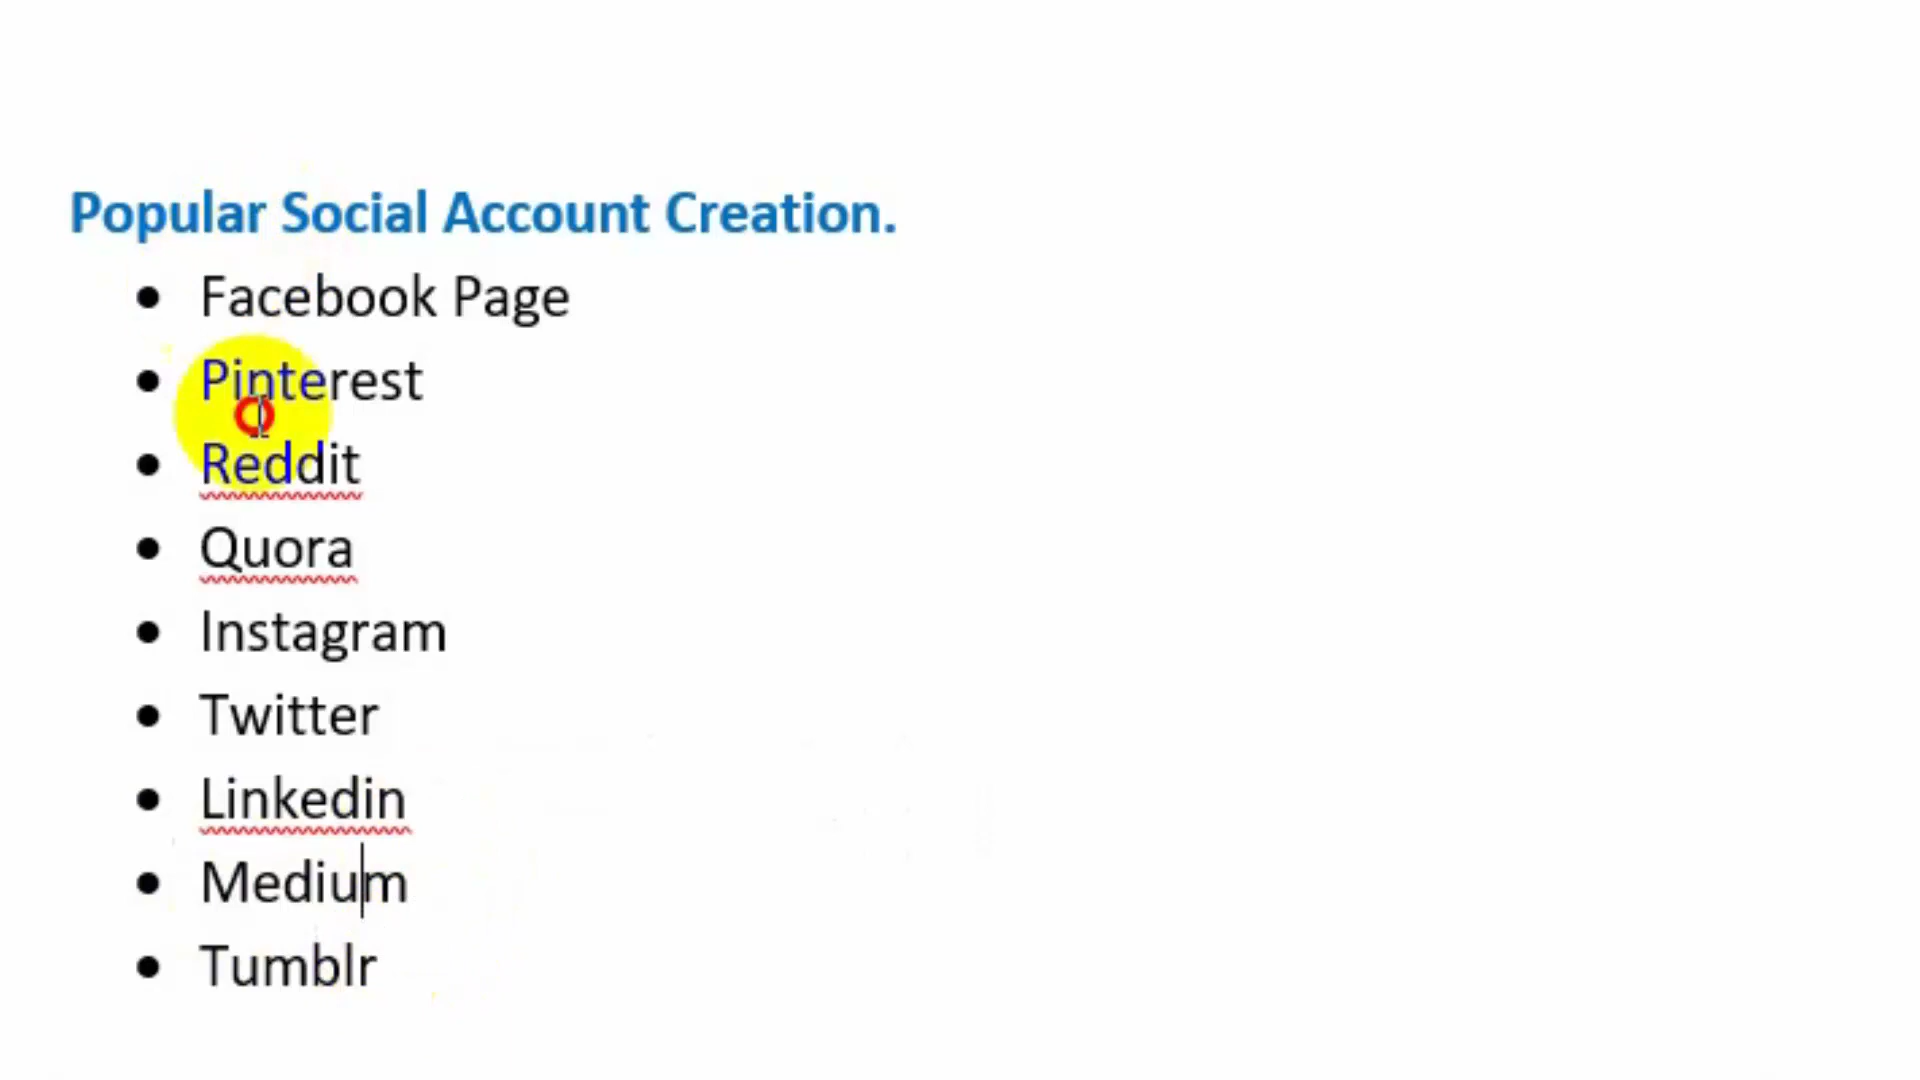 Popular Social Account Creation.
• Facebook Page
• Pinterest
• Reddit
• Quora
• Instagram
• Twitter
• Linkedin
• Medium
• Tumblr